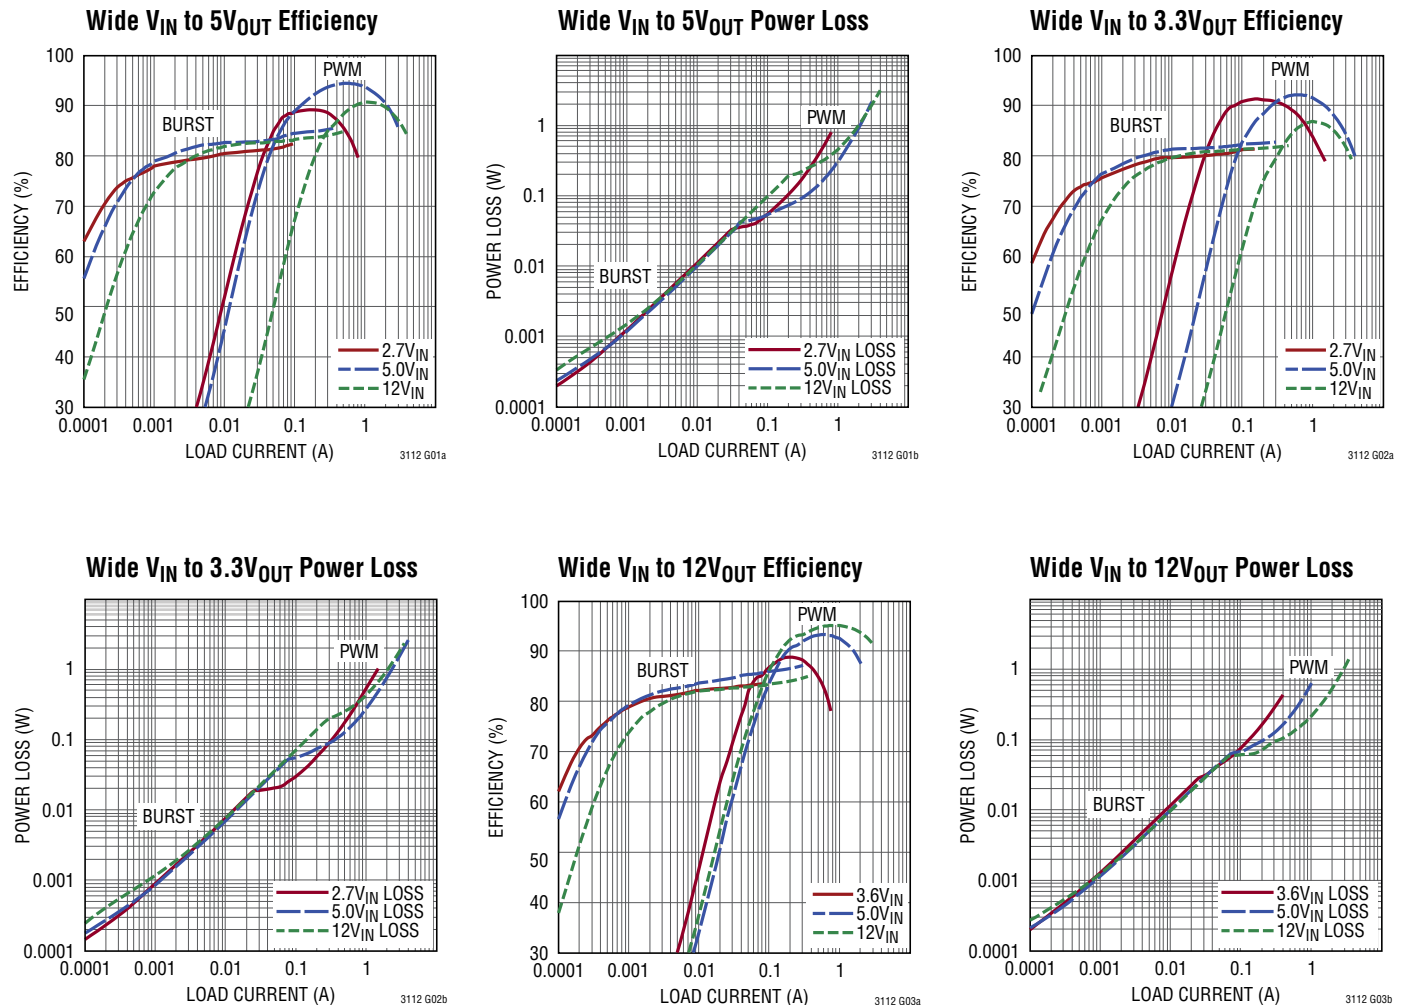 Wide VIN to 5VOUT Efficiency
100
90
80
70
60
50
40
30
EFFICIENCY (%)
PWM
BURST
2.7VIN
5.0VIN
12VIN
0.0001 0.001 0.01 0.1 1
LOAD CURRENT (A)
3112 G01a
Wide VIN to 5VOUT Power Loss
1
0.1
0.01
0.001
0.0001
POWER LOSS (W)
PWM
BURST
2.7VIN LOSS
5.0VIN LOSS
12VIN LOSS
0.0001 0.001 0.01 0.1 1
LOAD CURRENT (A)
3112 G01b
Wide VIN to 3.3VOUT Efficiency
100
90
80
70
60
50
40
30
EFFICIENCY (%)
PWM
BURST
2.7VIN
5.0VIN
12VIN
0.0001 0.001 0.01 0.1 1
LOAD CURRENT (A)
3112 G02a
Wide VIN to 3.3VOUT Power Loss
1
0.1
0.01
0.001
0.0001
POWER LOSS (W)
PWM
BURST
2.7VIN LOSS
5.0VIN LOSS
12VIN LOSS
0.0001 0.001 0.01 0.1 1
LOAD CURRENT (A)
3112 G02b
Wide VIN to 12VOUT Efficiency
100
90
80
70
60
50
40
30
EFFICIENCY (%)
PWM
BURST
3.6VIN
5.0VIN
12VIN
0.0001 0.001 0.01 0.1 1
LOAD CURRENT (A)
3112 G03a
Wide VIN to 12VOUT Power Loss
1
0.1
0.01
0.001
0.0001
POWER LOSS (W)
PWM
BURST
3.6VIN LOSS
5.0VIN LOSS
12VIN LOSS
0.0001 0.001 0.01 0.1 1
LOAD CURRENT (A)
3112 G03b